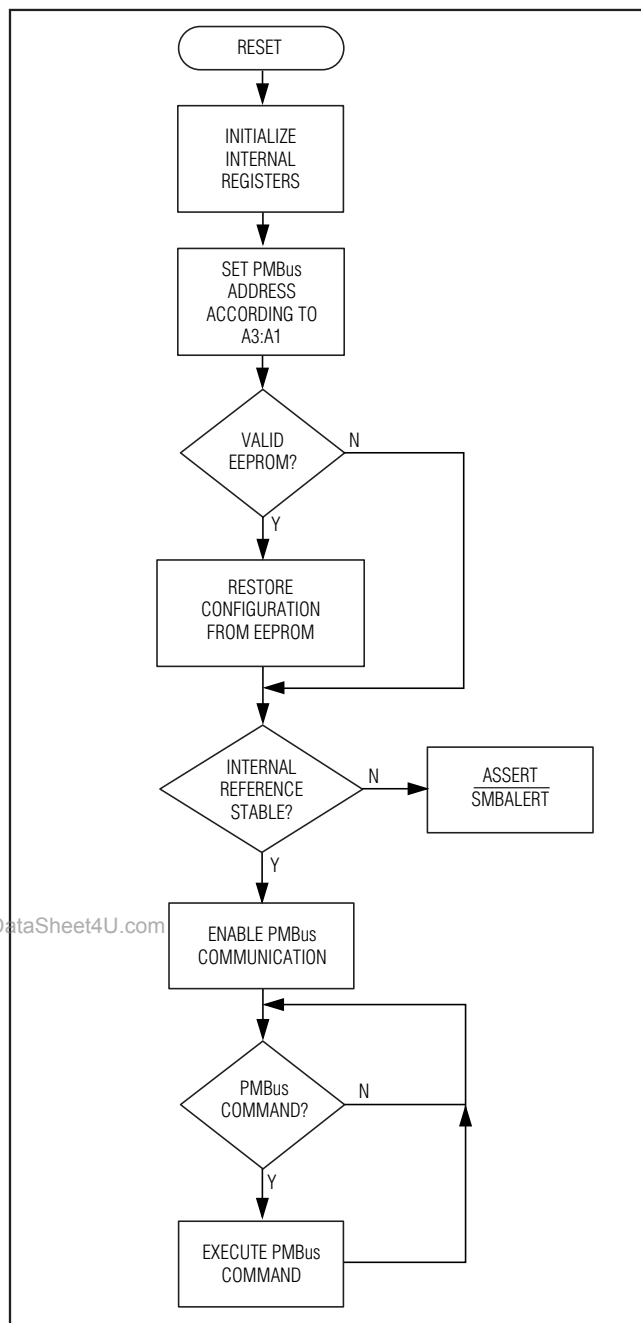 RESET
INITIALIZE
INTERNAL
REGISTERS
SET PMBus
ADDRESS
ACCORDING TO
A3:A1
VALID
EEPROM?
N
Y
RESTORE
CONFIGURATION
FROM EEPROM
INTERNAL
REFERENCE
STABLE?
N
ASSERT
SMBALERT
Y
DataSheet4U.com
ENABLE PMBus
COMMUNICATION
PMBus
COMMAND?
N
Y
EXECUTE PMBus
COMMAND